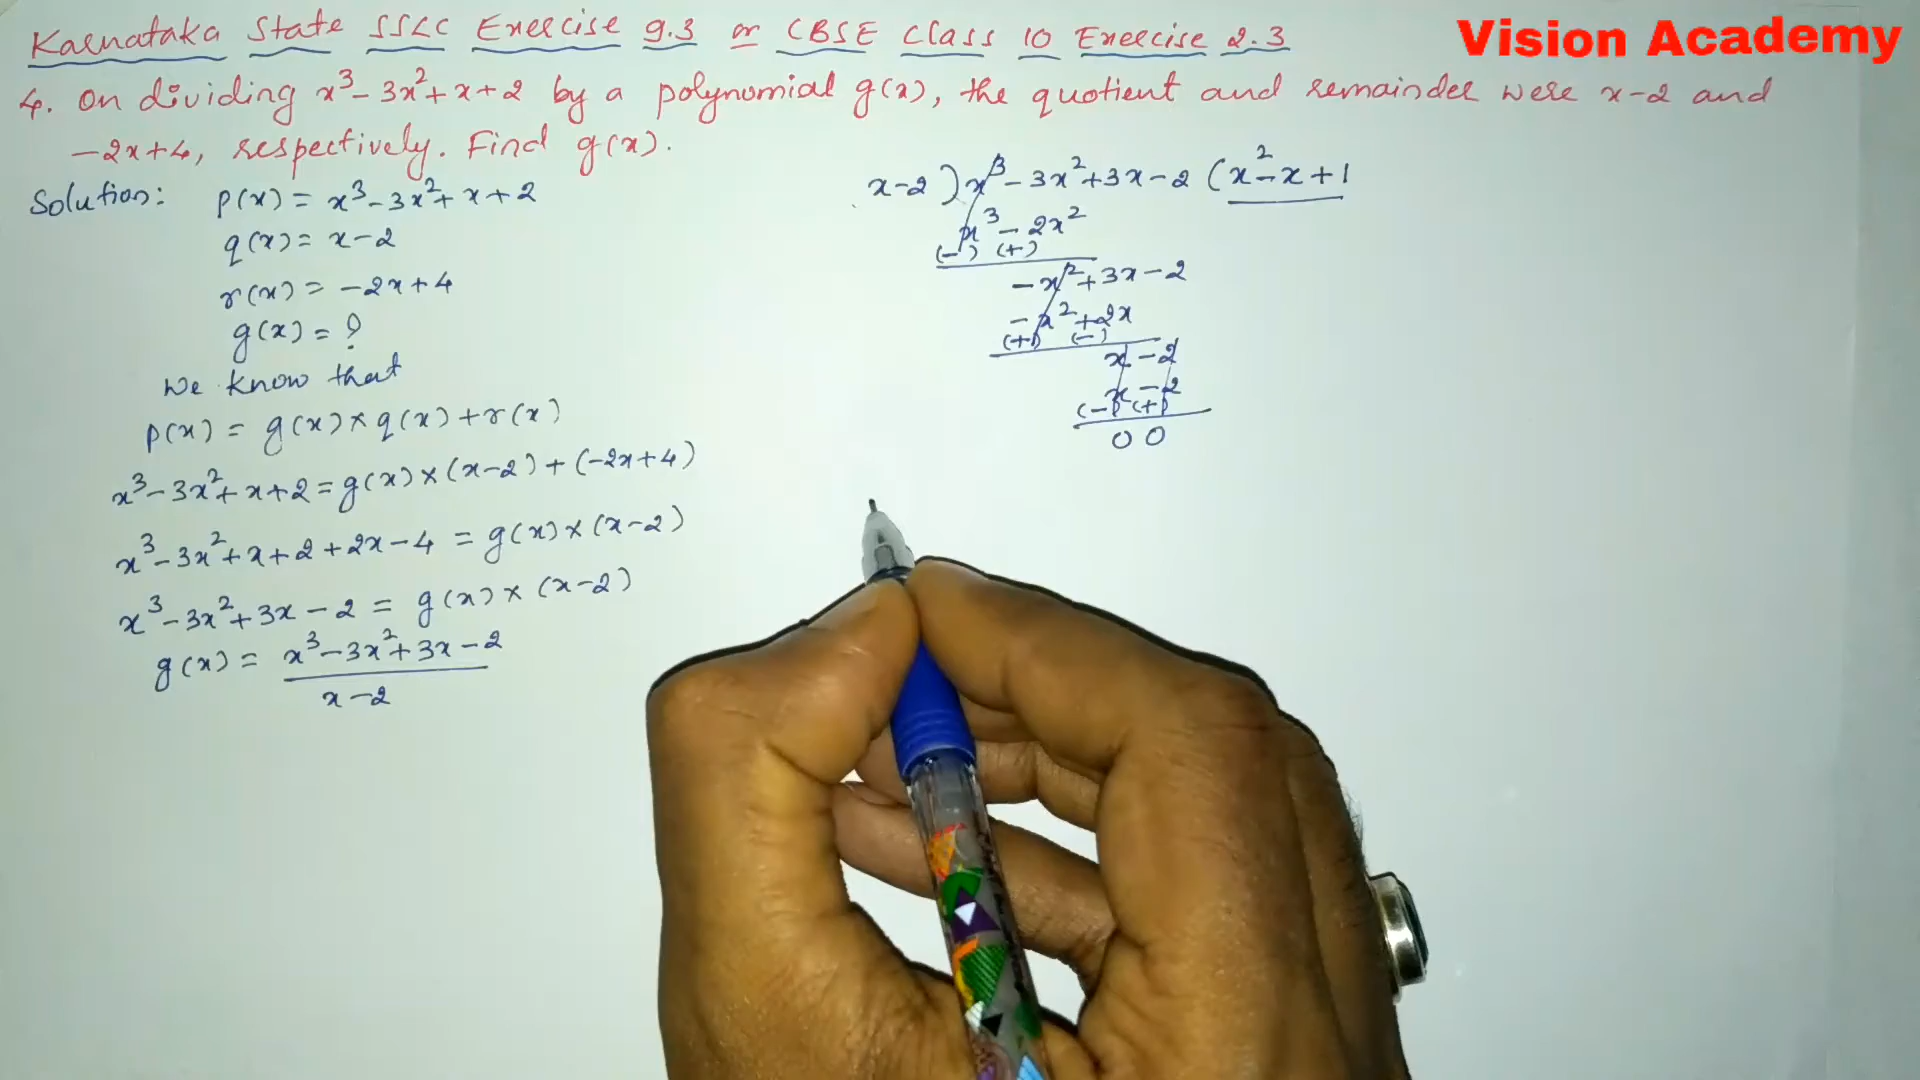 Karnataka State SSLC Exercise 9.3 or CBSE Class 10 Exercise 2.3
Vision Academy
4. On dividing x³-3x²+x+2 by a polynomial g(x), the quotient and remainder were x-2 and
-2x+4, respectively. Find g(x).
Solution: p(x) = x³-3x²+x+2
q(x) = x-2
r(x) = -2x+4
g(x) = ?
We know that
p(x) = g(x) × q(x) + r(x)
x³-3x²+x+2 = g(x) × (x-2) + (-2x+4)
x³-3x²+x+2+2x-4 = g(x) × (x-2)
x³-3x²+3x-2 = g(x) × (x-2)
g(x) = x³-3x²+3x-2
x-2
x-2 ) x³-3x²+3x-2 ( x²-x+1
x³-2x²
(-) (+)
-x²+3x-2
-x²+2x
(+) (-)
x-2
x-2
(-) (+)
0 0